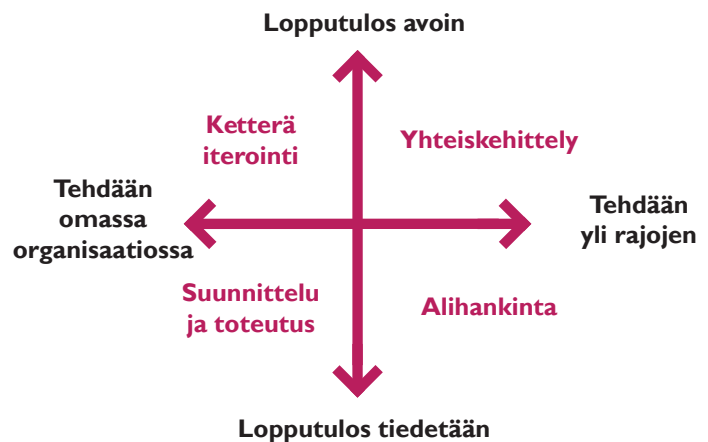 Lopputulos avoin
Ketterä
iterointi
Yhteiskehittely
Tehdään
omassa
organisaatiossa
Tehdään
yli rajojen
Suunnittelu
ja toteutus
Alihankinta
Lopputulos tiedetään